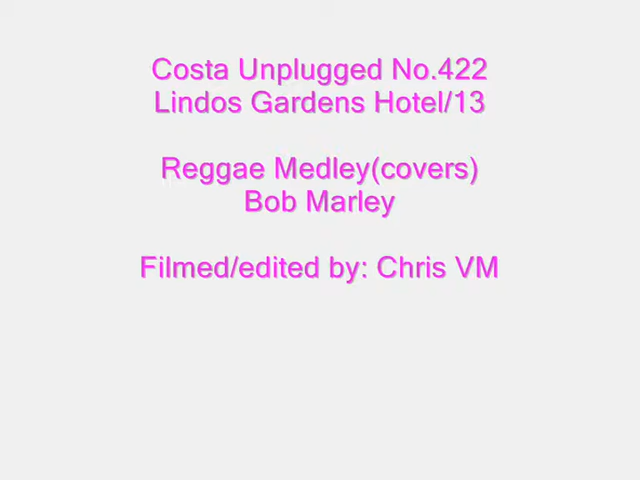 Costa Unplugged No.422
Lindos Gardens Hotel/13
Reggae Medley(covers)
Bob Marley
Filmed/edited by: Chris VM